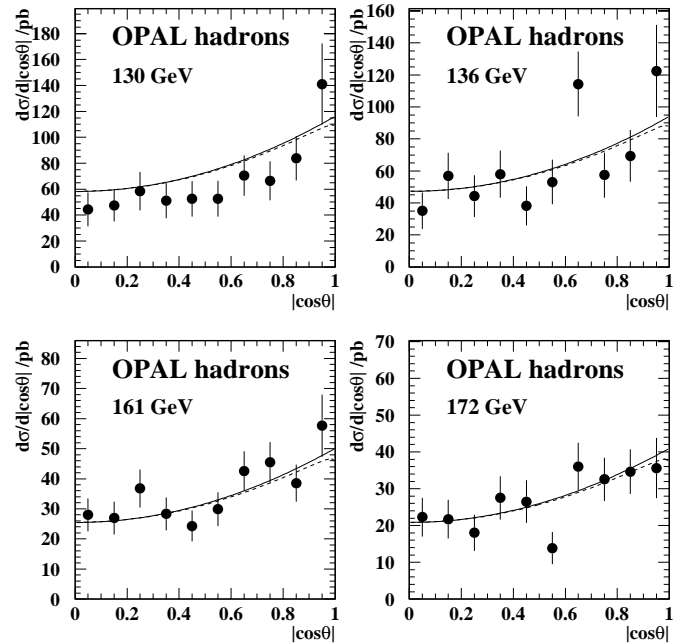 dσ/d|cosθ| /pb
OPAL hadrons
130 GeV
180
160
140
120
100
80
60
40
20
0
0 0.2 0.4 0.6 0.8 1
|cosθ|
dσ/d|cosθ| /pb
OPAL hadrons
136 GeV
160
140
120
100
80
60
40
20
0
0 0.2 0.4 0.6 0.8 1
|cosθ|
dσ/d|cosθ| /pb
OPAL hadrons
161 GeV
80
70
60
50
40
30
20
10
0
0 0.2 0.4 0.6 0.8 1
|cosθ|
dσ/d|cosθ| /pb
OPAL hadrons
172 GeV
70
60
50
40
30
20
10
0
0 0.2 0.4 0.6 0.8 1
|cosθ|